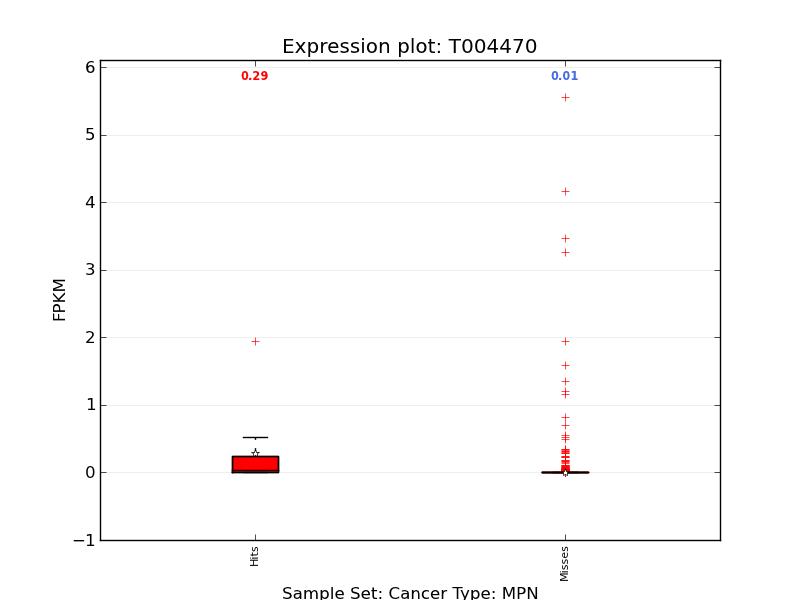 Expression plot: T004470
0.29
0.01
6
5
4
3
2
1
0
−1
FPKM
Hits
Misses
Sample Set: Cancer Type: MPN